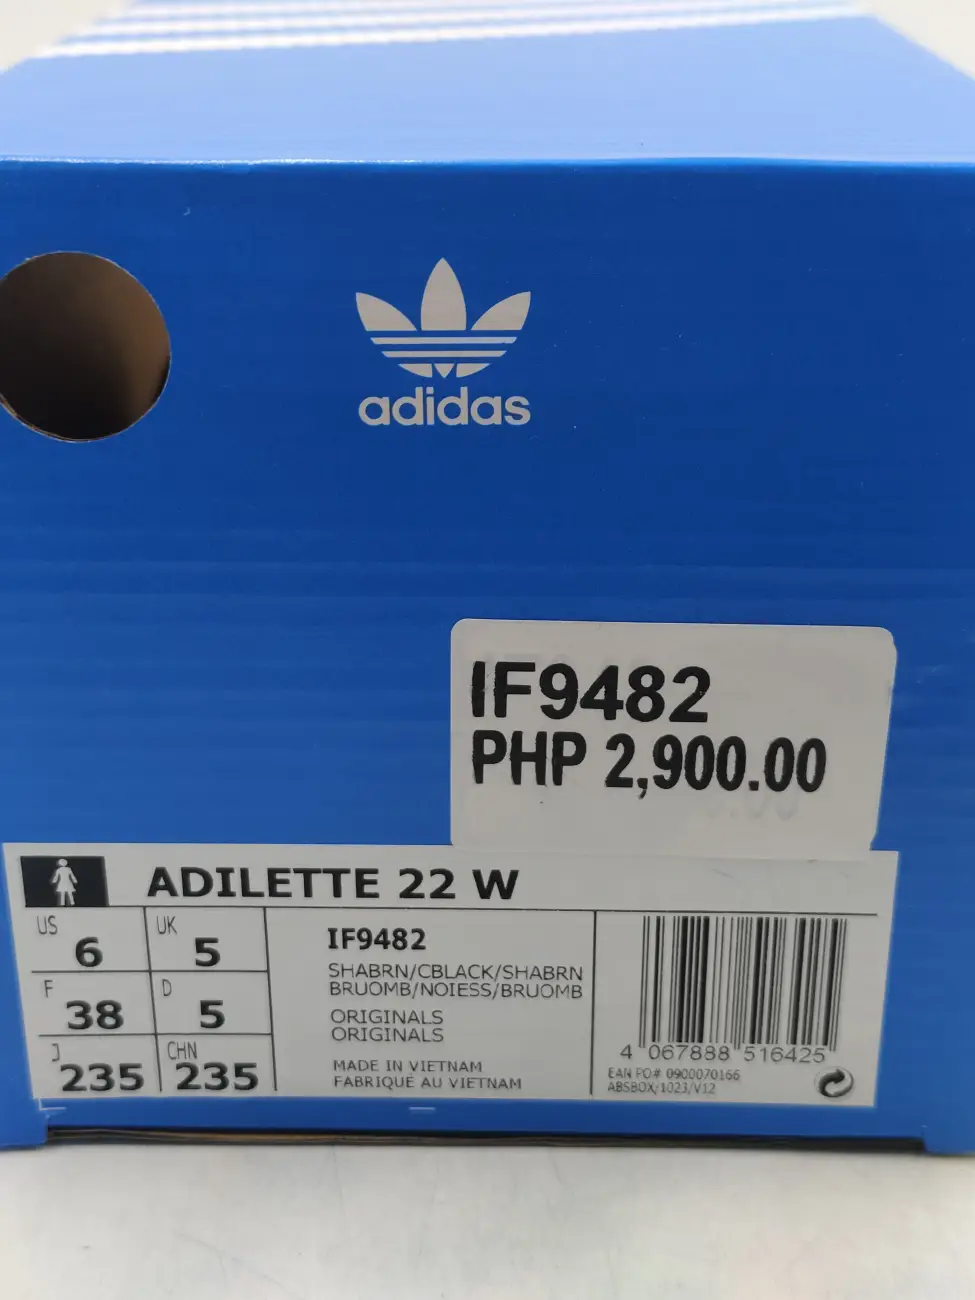 adidas
IF9482
PHP 2,900.00
ADILETTE 22 W
US 6 UK 5
F 38 D 5
J 235 CHN 235
IF9482
SHABRN/CBLACK/SHABRN
BRUOMB/NOIESS/BRUOMB
ORIGINALS
ORIGINALS
MADE IN VIETNAM
FABRIQUÉ AU VIETNAM
4 067888 516425
EAN PO# 0900070166
ABSBOX/1023/V12